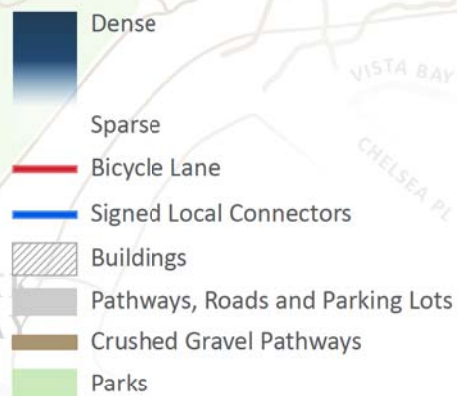 Dense
VISTA BAY
Sparse
CHELSEA PL
Bicycle Lane
Signed Local Connectors
Buildings
Pathways, Roads and Parking Lots
Crushed Gravel Pathways
Parks